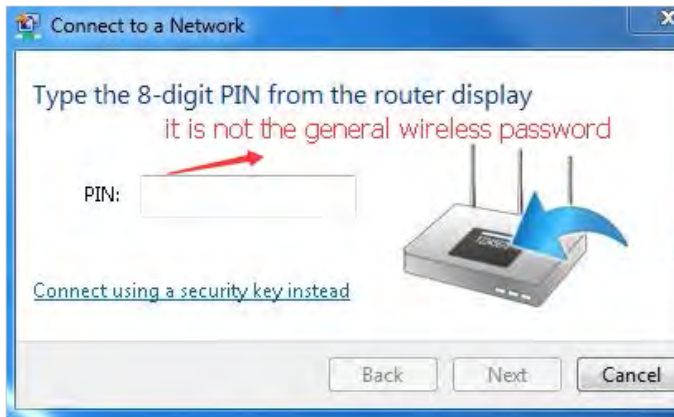 Connect to a Network
Type the 8-digit PIN from the router display
it is not the general wireless password
PIN:
Connect using a security key instead
Back Next Cancel